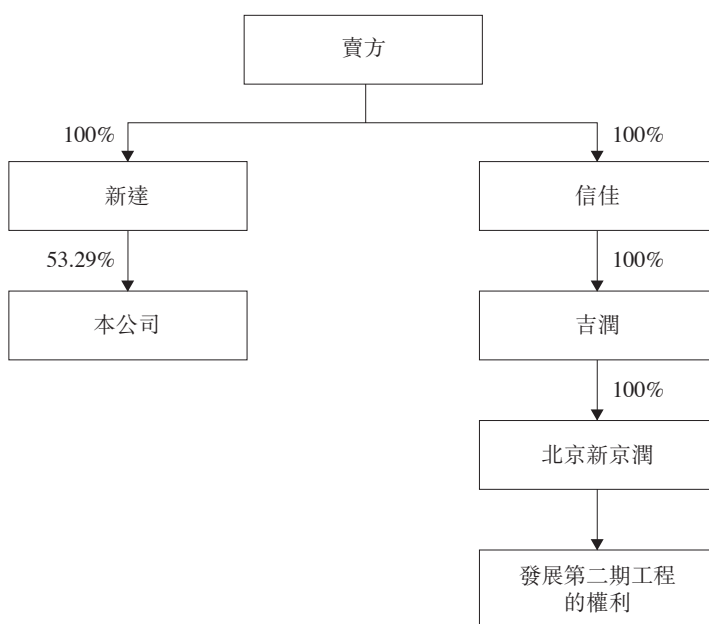 賣方
100%
100%
新達
信佳
53.29%
100%
本公司
吉潤
100%
北京新京潤
發展第二期工程
的權利